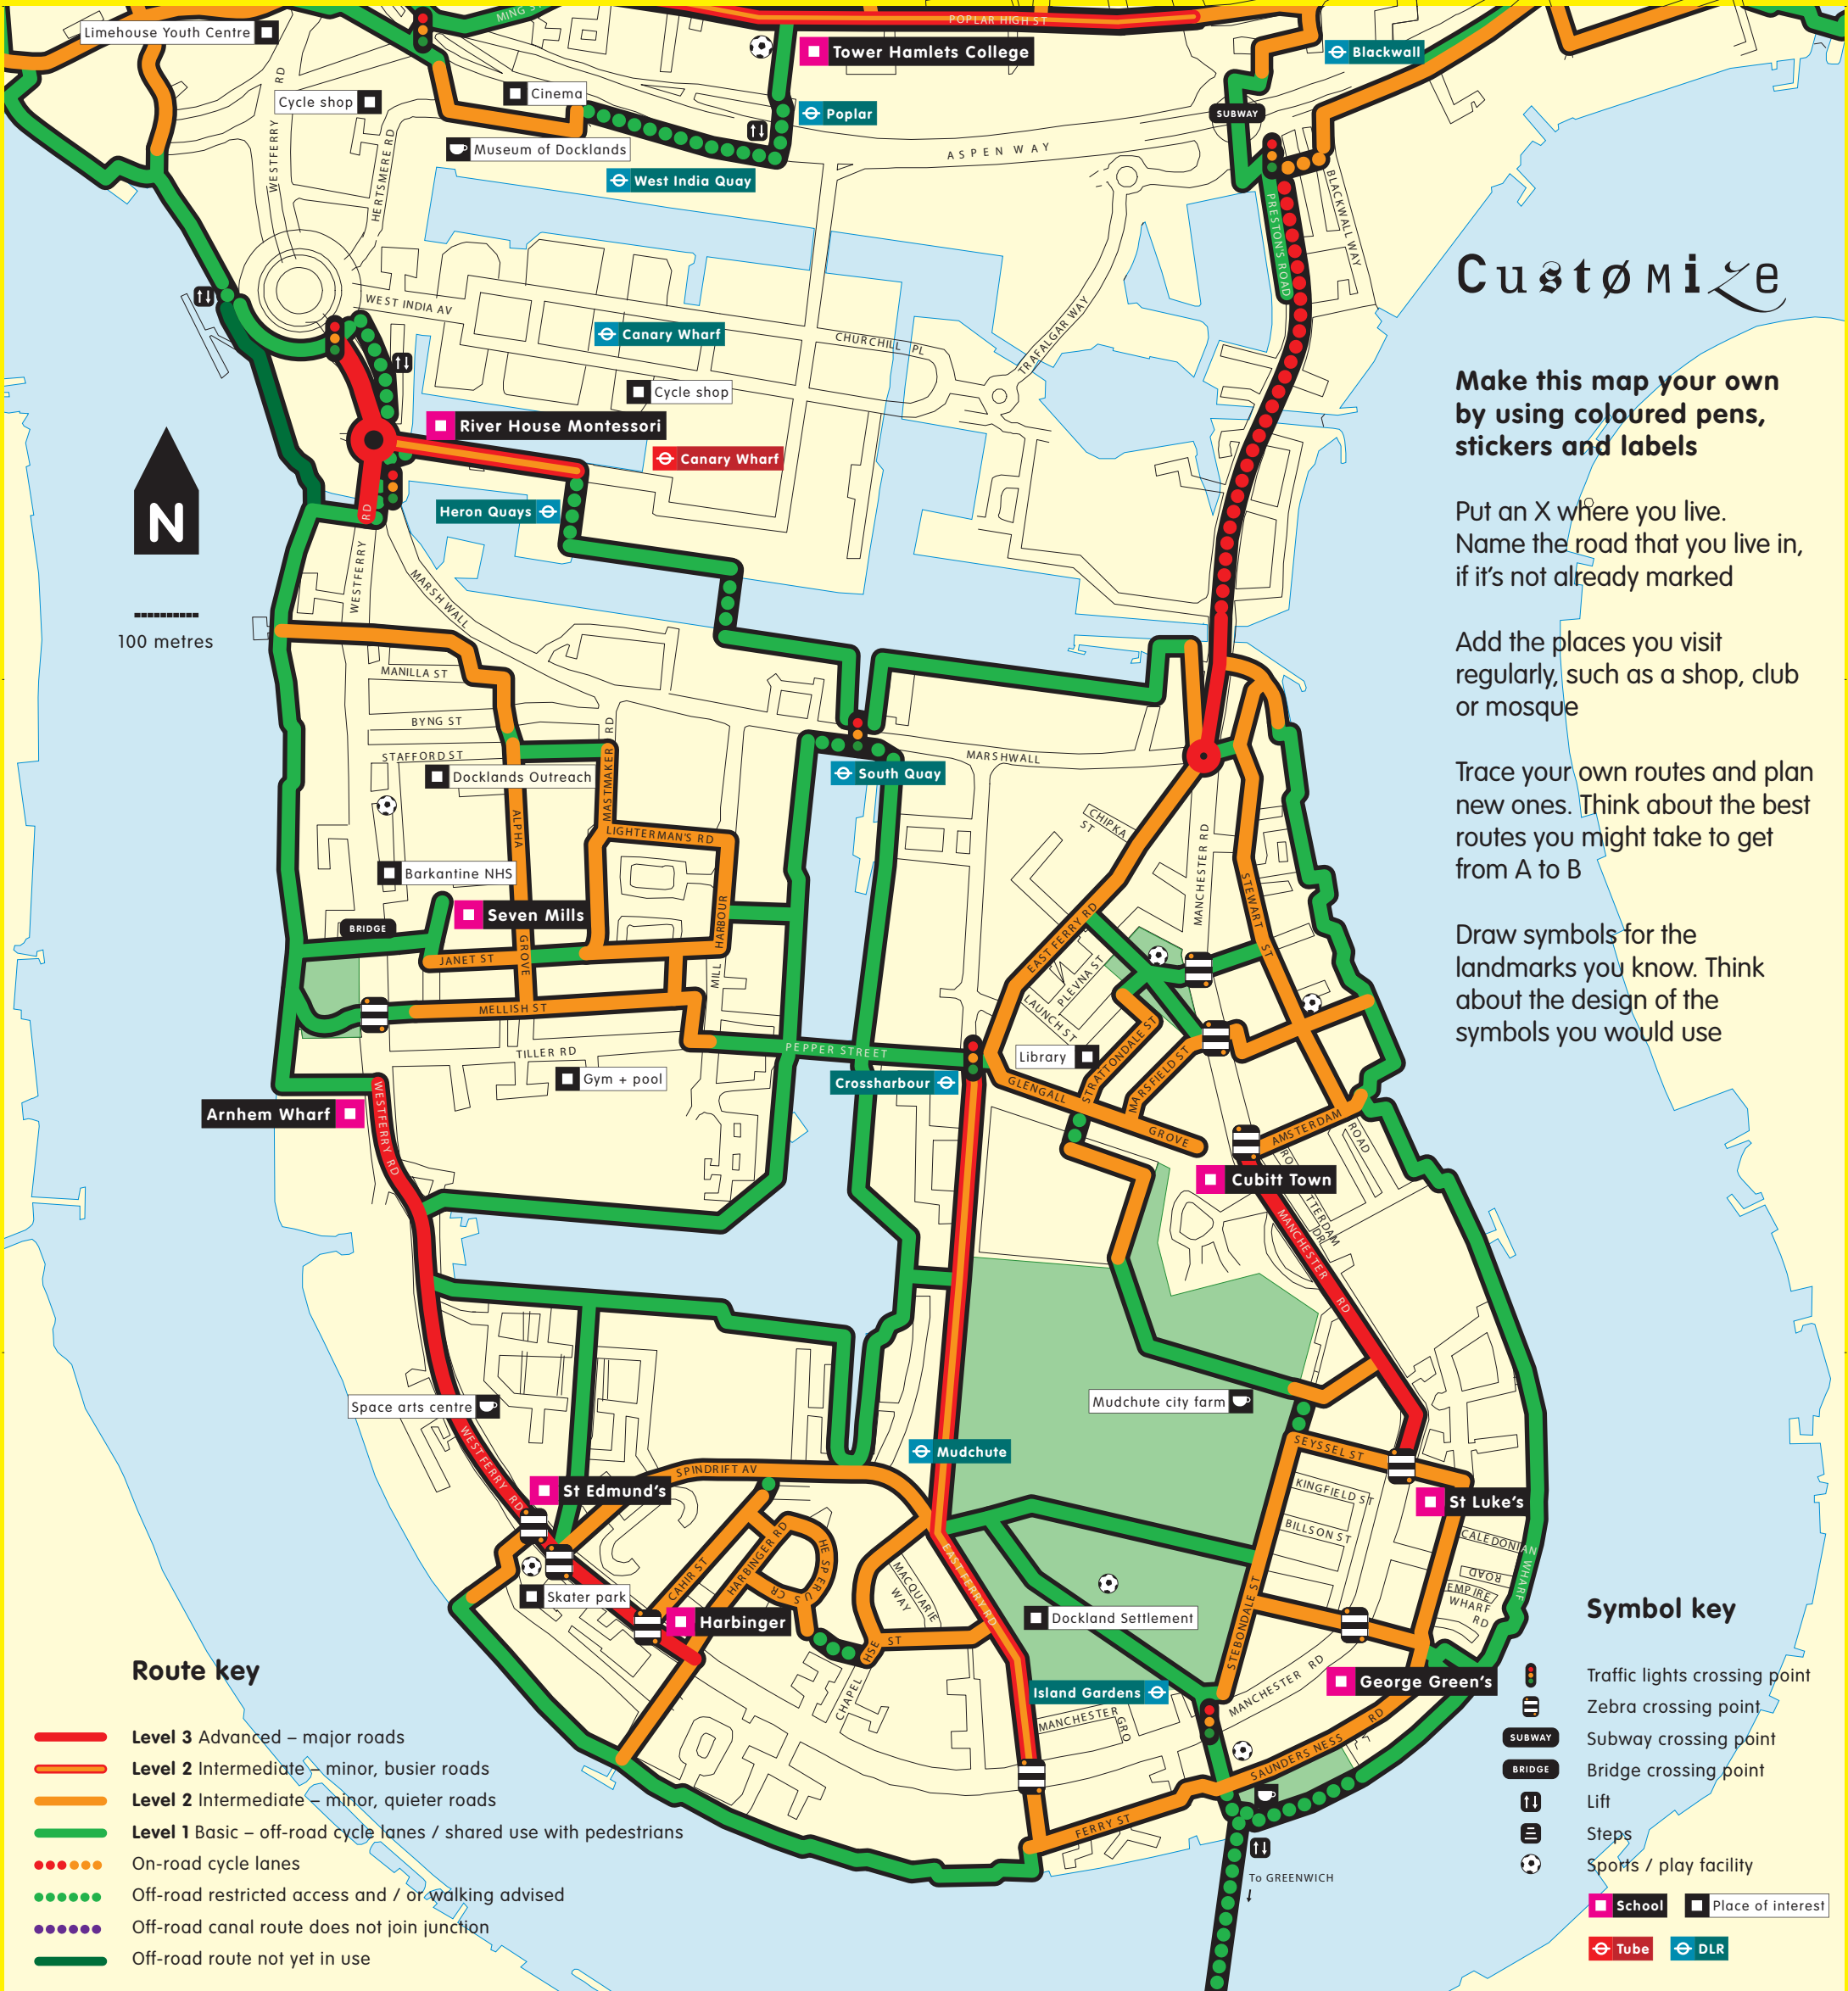 MING ST
POPLAR HIGH ST
Limehouse Youth Centre
Tower Hamlets College
Blackwall
WESTFERRY RD
Cycle shop
Cinema
Poplar
SUBWAY
HERTSMERE RD
Museum of Docklands
ASPEN WAY
West India Quay
BLACKWALL WAY
PRESTON'S ROAD
Customize
WEST INDIA AV
Canary Wharf
CHURCHILL PL
TRAFALGAR WAY
Make this map your own
by using coloured pens,
stickers and labels
Cycle shop
River House Montessori
Canary Wharf
N
Heron Quays
RD
WESTFERRY
MARSH WALL
100 metres
Put an X where you live.
Name the road that you live in,
if it's not already marked
Add the places you visit
regularly, such as a shop, club
or mosque
Trace your own routes and plan
new ones. Think about the best
routes you might take to get
from A to B
Draw symbols for the
landmarks you know. Think
about the design of the
symbols you would use
MANILLA ST
BYNG ST
STAFFORD ST
MASTMAKER RD
Docklands Outreach
South Quay
MARSHWALL
ALPHA GROVE
LIGHTERMAN'S RD
CHIPKA ST
MANCHESTER RD
Barkantine NHS
STEWART ST
Seven Mills
BRIDGE
HARBOUR
MILL
JANET ST
EAST FERRY RD
PLEVNA ST
LAUNCH ST
MELLISH ST
STRATTONDALE ST
MARSFIELD ST
TILLER RD
PEPPER STREET
Library
Gym + pool
Crossharbour
GLENGALL GROVE
Arnhem Wharf
WESTFERRY RD
AMSTERDAM ROAD
Cubitt Town
ROTTERDAM DR
MANCHESTER RD
Space arts centre
Mudchute city farm
WESTFERRY RD
Mudchute
SEYSSEL ST
SPINDRIFT AV
St Edmund's
KINGFIELD ST
St Luke's
BILLSON ST
CALEDONIAN WHARF
ROAD
EMPIRE WHARF RD
CAHIR ST
HARBINGER RD
HESPERUS CR
MACQUARIE WAY
EAST FERRY RD
STEBONDALE ST
Skater park
Harbinger
Dockland Settlement
CHAPEL HSE ST
MANCHESTER RD
George Green's
Island Gardens
MANCHESTER GRO
SAUNDERS NESS RD
FERRY ST
To GREENWICH
Route key
Level 3 Advanced – major roads
Level 2 Intermediate – minor, busier roads
Level 2 Intermediate – minor, quieter roads
Level 1 Basic – off-road cycle lanes / shared use with pedestrians
On-road cycle lanes
Off-road restricted access and / or walking advised
Off-road canal route does not join junction
Off-road route not yet in use
Symbol key
Traffic lights crossing point
Zebra crossing point
SUBWAY Subway crossing point
BRIDGE Bridge crossing point
Lift
Steps
Sports / play facility
School
Place of interest
Tube
DLR